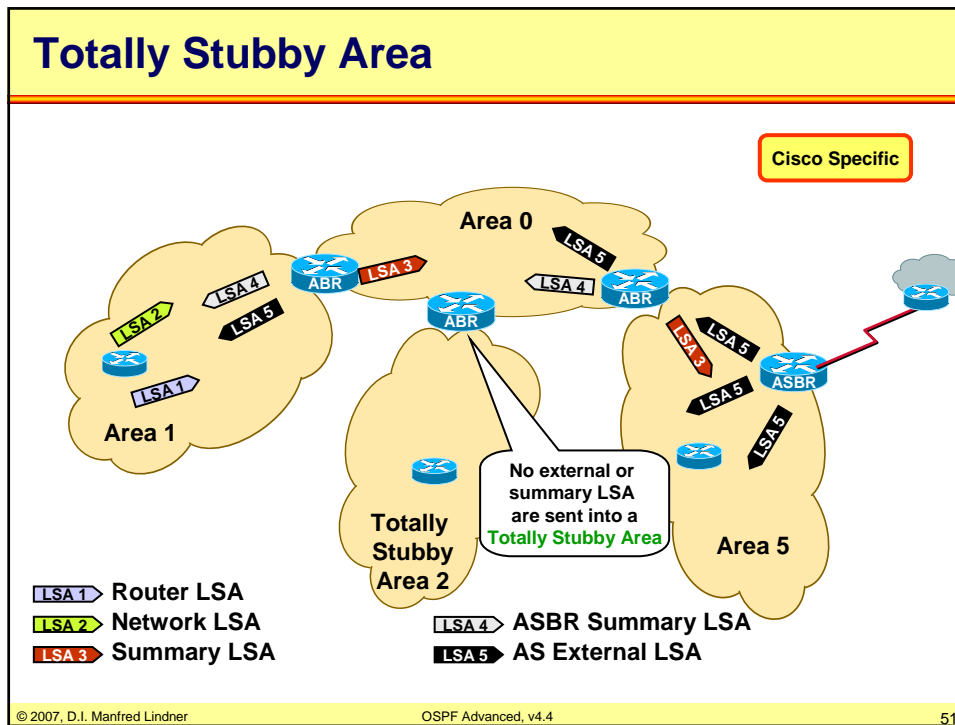 Totally Stubby Area
Cisco Specific
Area 0
LSA 5
LSA 4
LSA 3
ABR
LSA 4
ABR
LSA 5
ABR
LSA 2
LSA 3
LSA 5
ASBR
LSA 1
LSA 5
LSA 5
Area 1
No external or
summary LSA
are sent into a
Totally Stubby Area
Totally
Stubby
Area 2
Area 5
LSA 1 Router LSA
LSA 2 Network LSA
LSA 3 Summary LSA
LSA 4 ASBR Summary LSA
LSA 5 AS External LSA
© 2007, D.I. Manfred Lindner
OSPF Advanced, v4.4
51